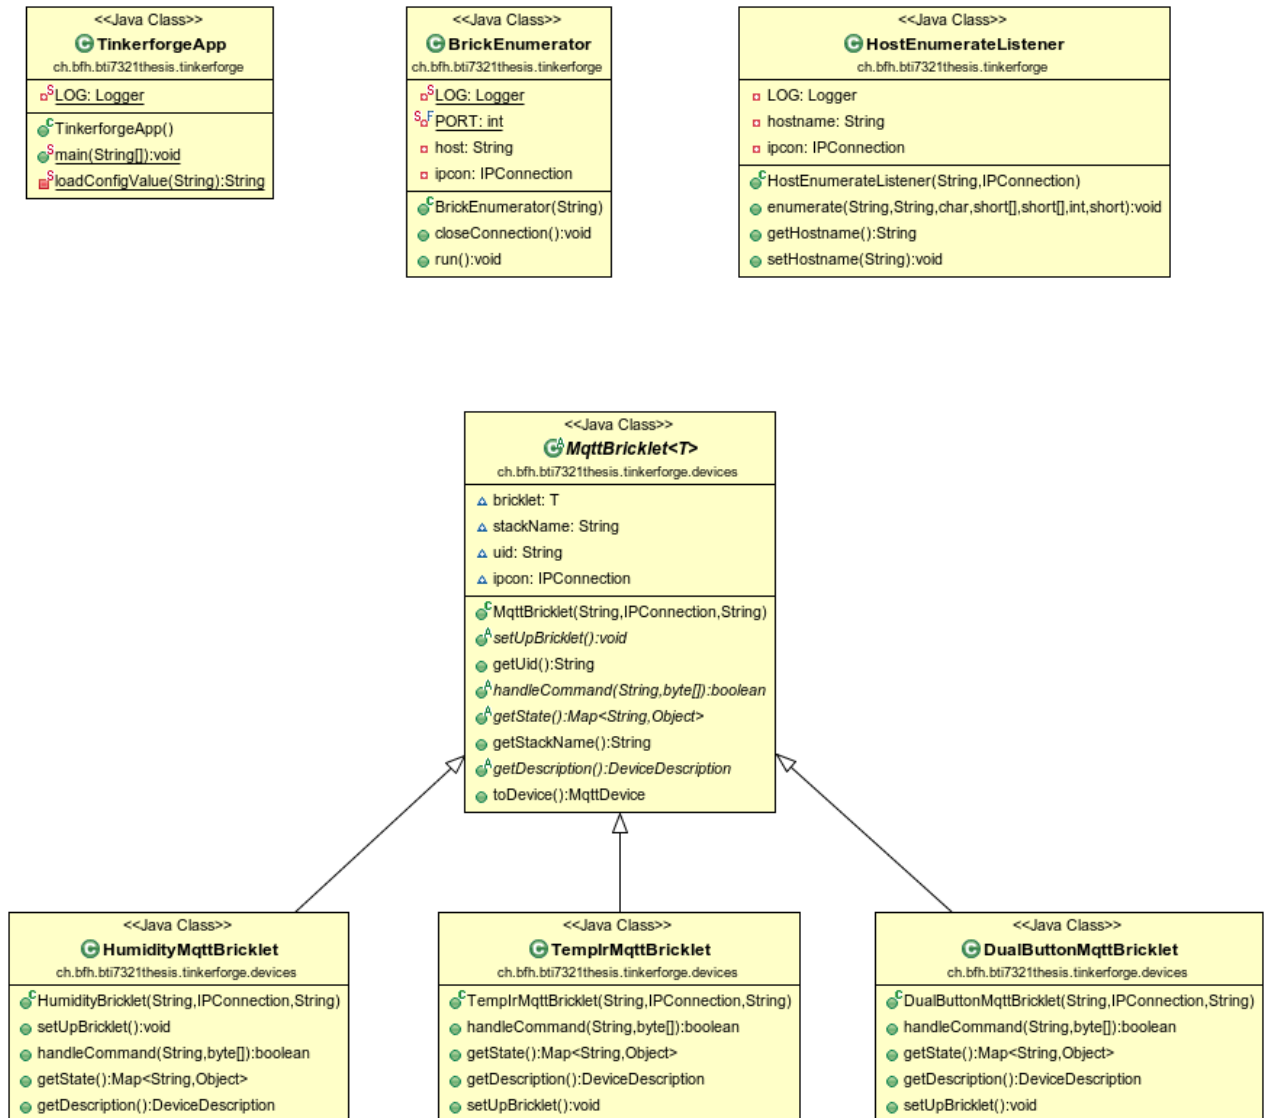 <<Java Class>>
TinkerforgeApp
ch.bfh.bti7321thesis.tinkerforge
LOG: Logger
TinkerforgeApp()
main(String[]):void
loadConfigValue(String):String
<<Java Class>>
BrickEnumerator
ch.bfh.bti7321thesis.tinkerforge
LOG: Logger
PORT: int
host: String
ipcon: IPConnection
BrickEnumerator(String)
closeConnection():void
run():void
<<Java Class>>
HostEnumerateListener
ch.bfh.bti7321thesis.tinkerforge
LOG: Logger
hostname: String
ipcon: IPConnection
HostEnumerateListener(String,IPConnection)
enumerate(String,String,char,short[],short[],int,short):void
getHostname():String
setHostname(String):void
<<Java Class>>
MqttBricklet<T>
ch.bfh.bti7321thesis.tinkerforge.devices
bricklet: T
stackName: String
uid: String
ipcon: IPConnection
MqttBricklet(String,IPConnection,String)
setUpBricklet():void
getUid():String
handleCommand(String,byte[]):boolean
getState():Map<String,Object>
getStackName():String
getDescription():DeviceDescription
toDevice():MqttDevice
<<Java Class>>
HumidityMqttBricklet
ch.bfh.bti7321thesis.tinkerforge.devices
HumidityBricklet(String,IPConnection,String)
setUpBricklet():void
handleCommand(String,byte[]):boolean
getState():Map<String,Object>
getDescription():DeviceDescription
<<Java Class>>
TempIrMqttBricklet
ch.bfh.bti7321thesis.tinkerforge.devices
TempIrMqttBricklet(String,IPConnection,String)
handleCommand(String,byte[]):boolean
getState():Map<String,Object>
getDescription():DeviceDescription
setUpBricklet():void
<<Java Class>>
DualButtonMqttBricklet
ch.bfh.bti7321thesis.tinkerforge.devices
DualButtonMqttBricklet(String,IPConnection,String)
handleCommand(String,byte[]):boolean
getState():Map<String,Object>
getDescription():DeviceDescription
setUpBricklet():void